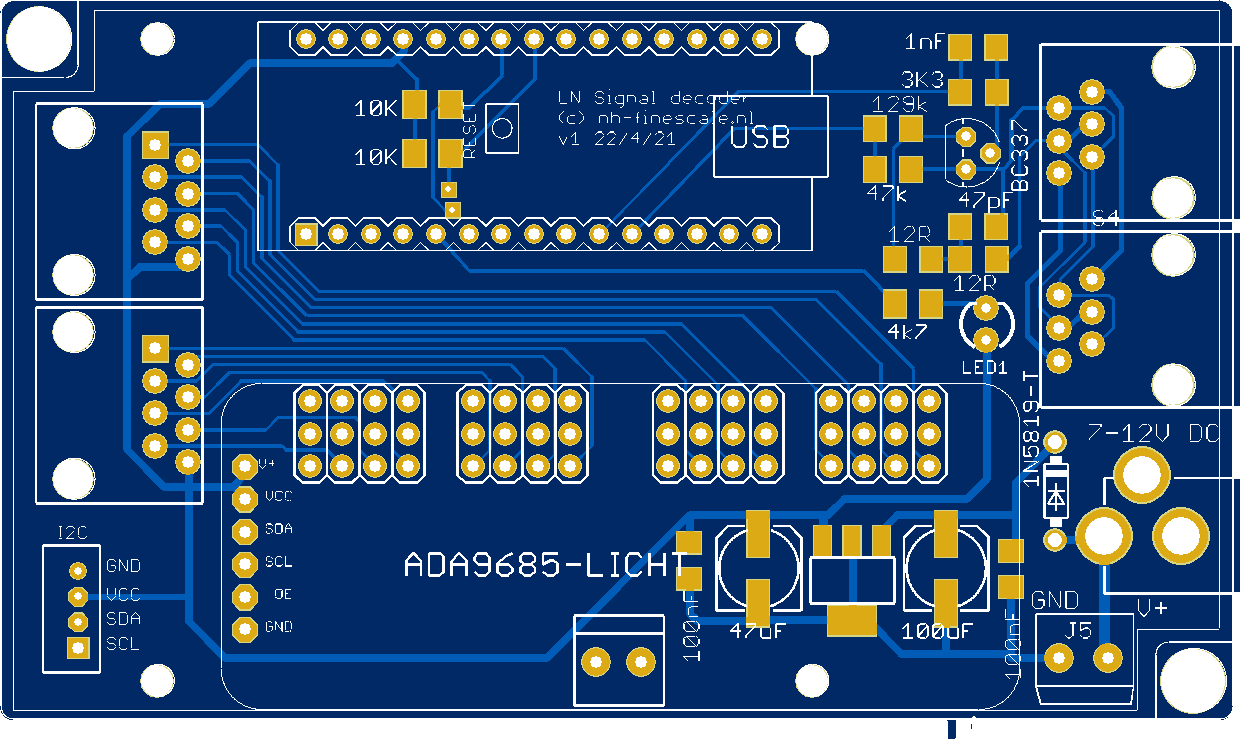 1nF
3K3
10K
RESET
LN Signal decoder
(c) nh-finescale.nl
v1 22/4/21
USB
129k
BC337
10K
47k
47pF
S4
12R
12R
4k7
LED1
1N5819-T
7-12V DC
V+
VCC
SDA
SCL
OE
GND
I2C
GND
VCC
SDA
SCL
ADA9685-LICHT
100nF
47uF
100uF
100nF
GND
V+
J5